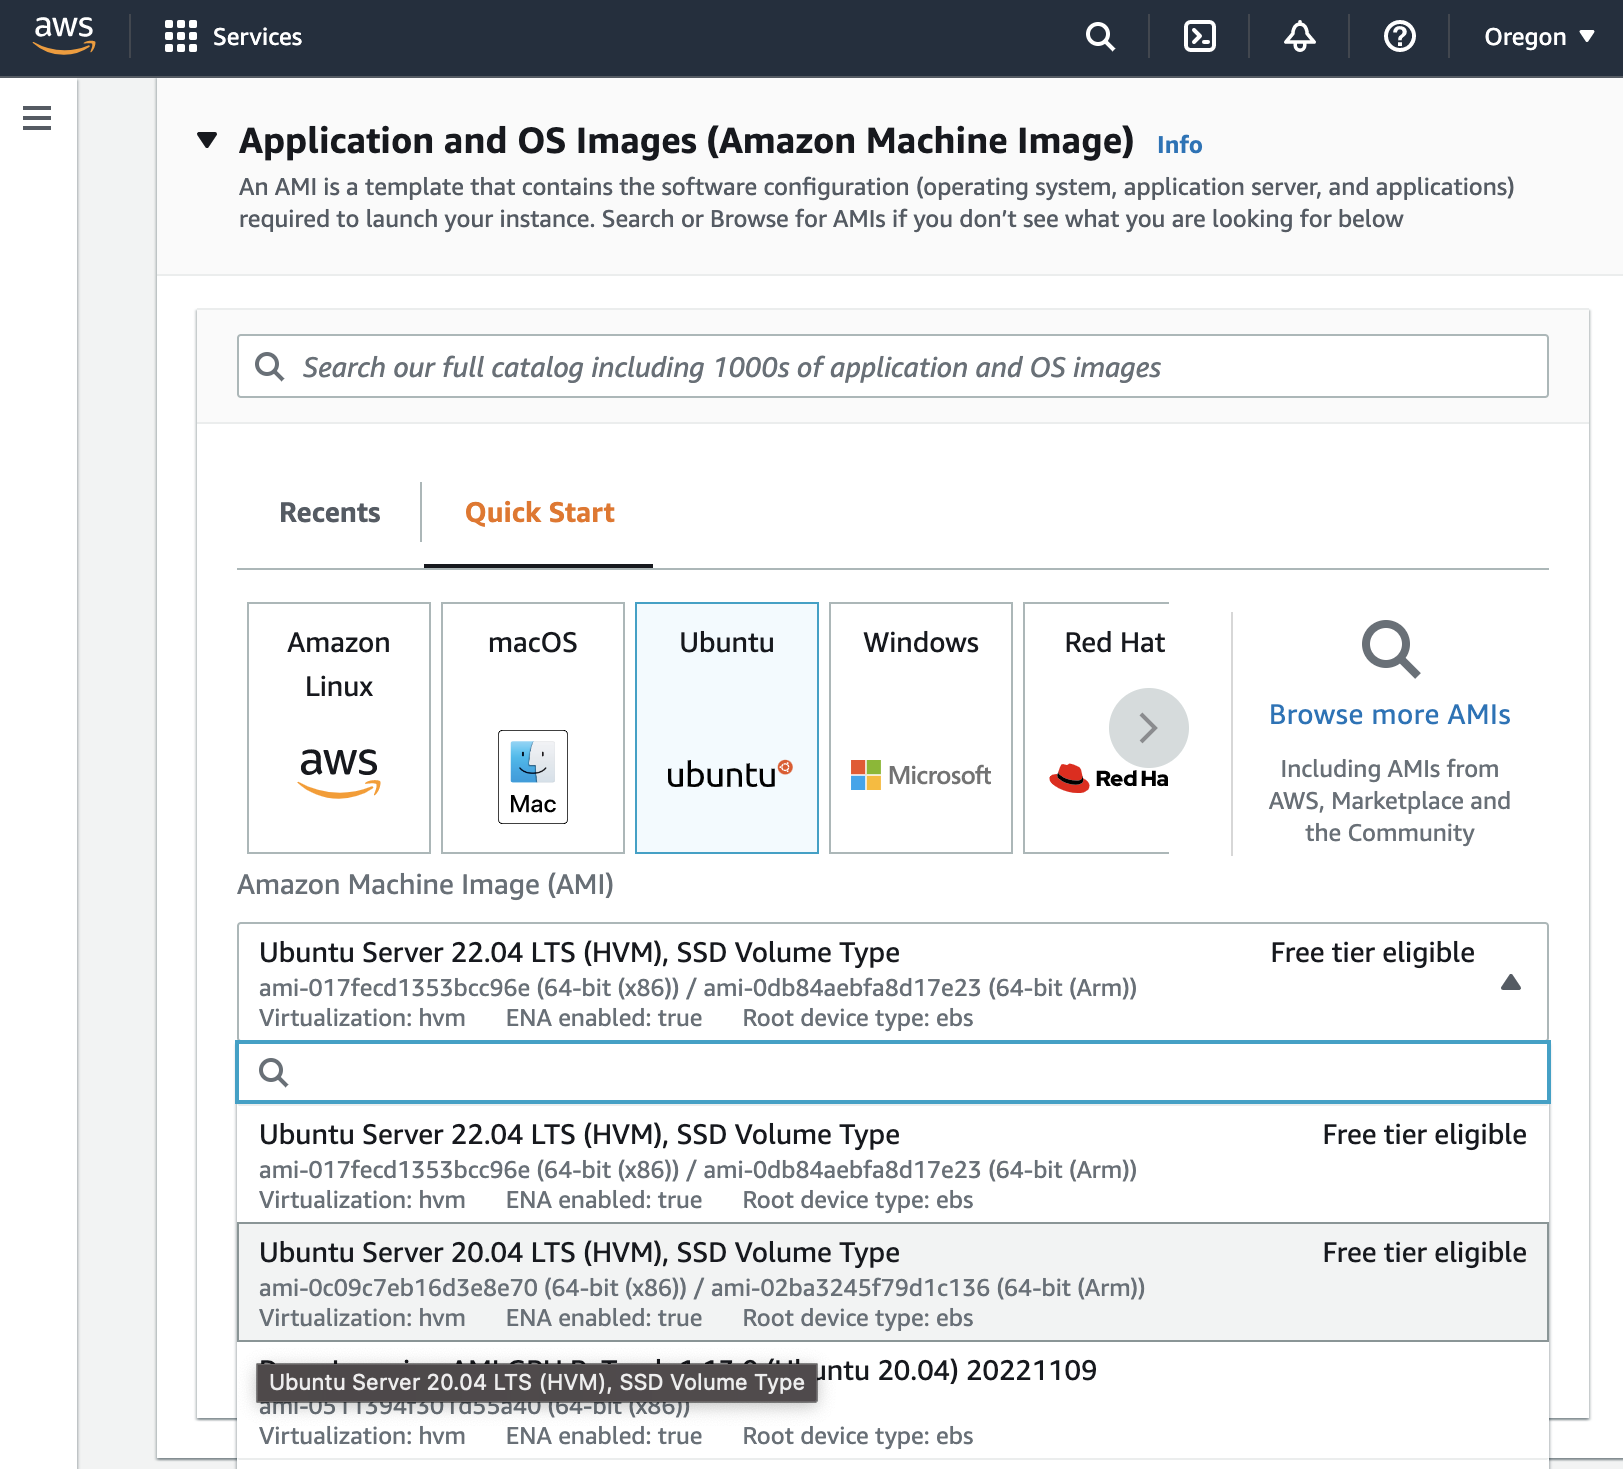 aws Services Oregon
Application and OS Images (Amazon Machine Image) Info
An AMI is a template that contains the software configuration (operating system, application server, and applications)
required to launch your instance. Search or Browse for AMIs if you don’t see what you are looking for below
Search our full catalog including 1000s of application and OS images
Recents Quick Start
Amazon
Linux
aws
macOS
Mac
Ubuntu
ubuntu
Windows
Microsoft
Red Hat
Red Ha
Browse more AMIs
Including AMIs from
AWS, Marketplace and
the Community
Amazon Machine Image (AMI)
Ubuntu Server 22.04 LTS (HVM), SSD Volume Type Free tier eligible
ami-017fecd1353bcc96e (64-bit (x86)) / ami-0db84aebfa8d17e23 (64-bit (Arm))
Virtualization: hvm ENA enabled: true Root device type: ebs
Ubuntu Server 22.04 LTS (HVM), SSD Volume Type Free tier eligible
ami-017fecd1353bcc96e (64-bit (x86)) / ami-0db84aebfa8d17e23 (64-bit (Arm))
Virtualization: hvm ENA enabled: true Root device type: ebs
Ubuntu Server 20.04 LTS (HVM), SSD Volume Type Free tier eligible
ami-0c09c7eb16d3e8e70 (64-bit (x86)) / ami-02ba3245f79d1c136 (64-bit (Arm))
Virtualization: hvm ENA enabled: true Root device type: ebs
20.04) 20221109
Ubuntu Server 20.04 LTS (HVM), SSD Volume Type
(64-bit (x86))
Virtualization: hvm ENA enabled: true Root device type: ebs